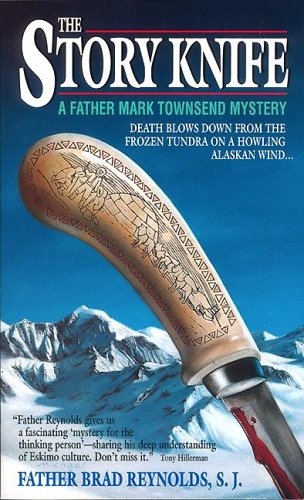 THE
STORY KNIFE
A FATHER MARK TOWNSEND MYSTERY
DEATH BLOWS DOWN FROM THE
FROZEN TUNDRA ON A HOWLING
ALASKAN WIND...
"Father Reynolds gives us
a fascinating 'mystery for the
thinking person'—sharing his deep understanding
of Eskimo culture. Don't miss it." Tony Hillerman
michael
FATHER BRAD REYNOLDS, S. J.